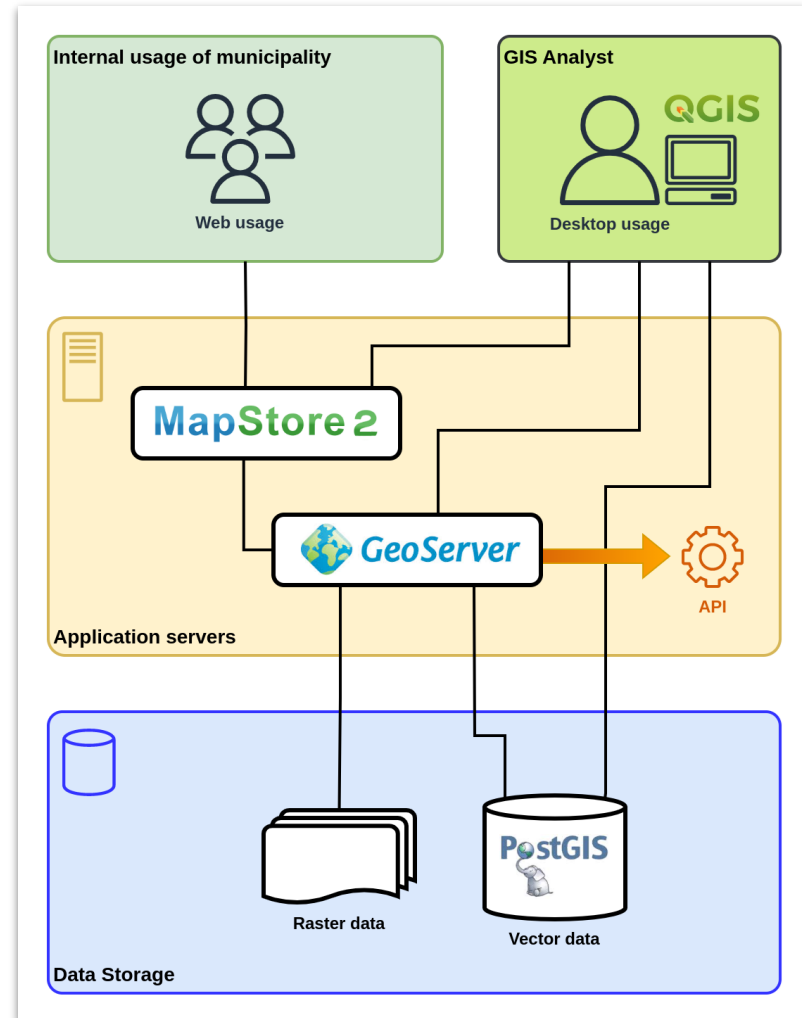 Internal usage of municipality
Web usage
GIS Analyst
QGIS
Desktop usage
MapStore 2
GeoServer
API
Application servers
PostGIS
Raster data
Vector data
Data Storage